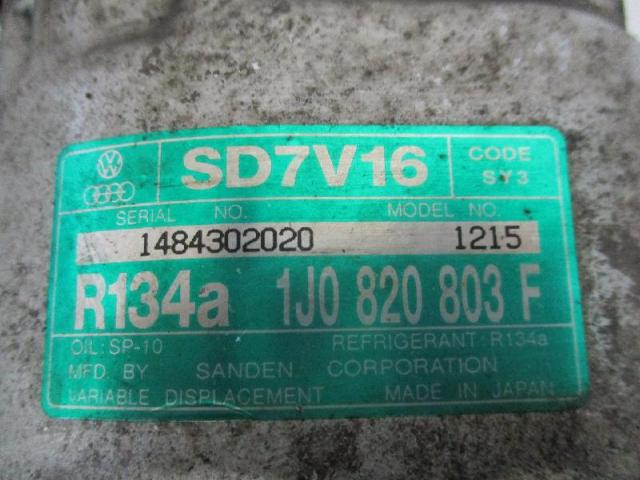 SD7V16 CODE
SY3
SERIAL NO. MODEL NO.
1484302020 1215
R134a 1J0 820 803 F
OIL: SP-10 REFRIGERANT: R134a
MFD. BY SANDEN CORPORATION
VARIABLE DISPLACEMENT MADE IN JAPAN